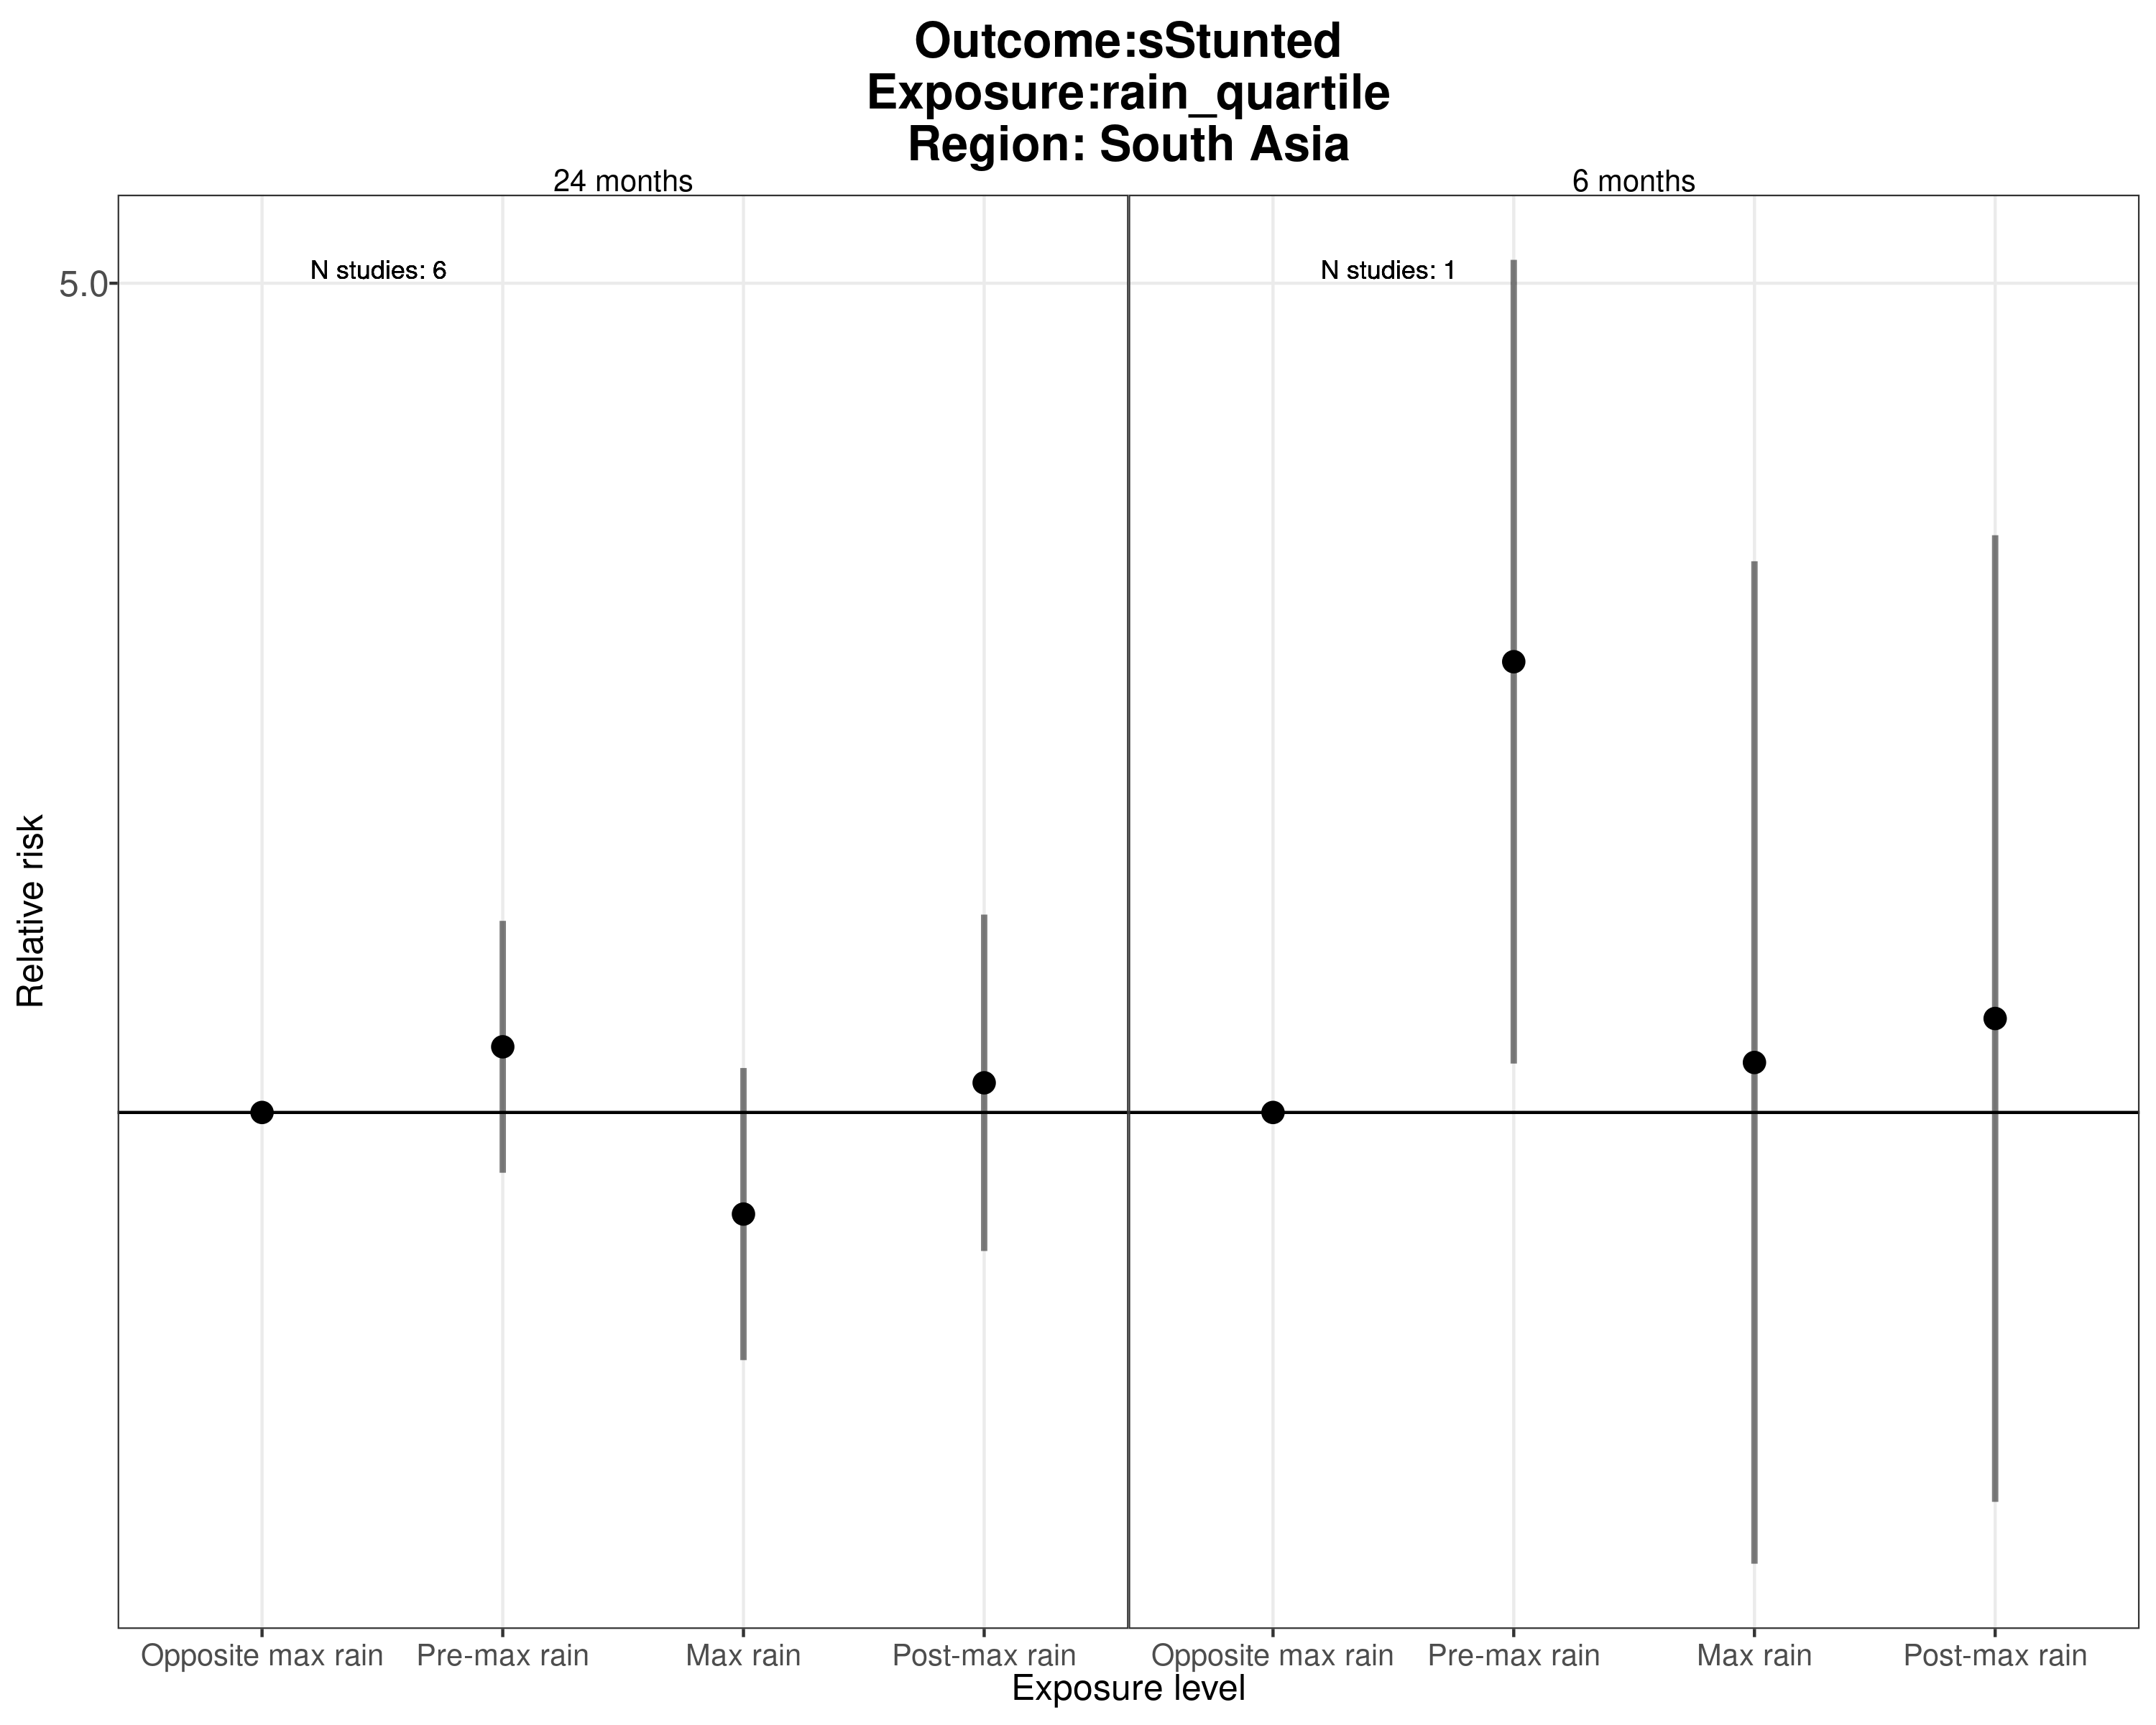 Outcome:sStunted
Exposure:rain_quartile
Region: South Asia
24 months
6 months
N studies: 6
N studies: 1
5.0
Relative risk
Opposite max rain
Pre-max rain
Max rain
Post-max rain
Opposite max rain
Pre-max rain
Max rain
Post-max rain
Exposure level